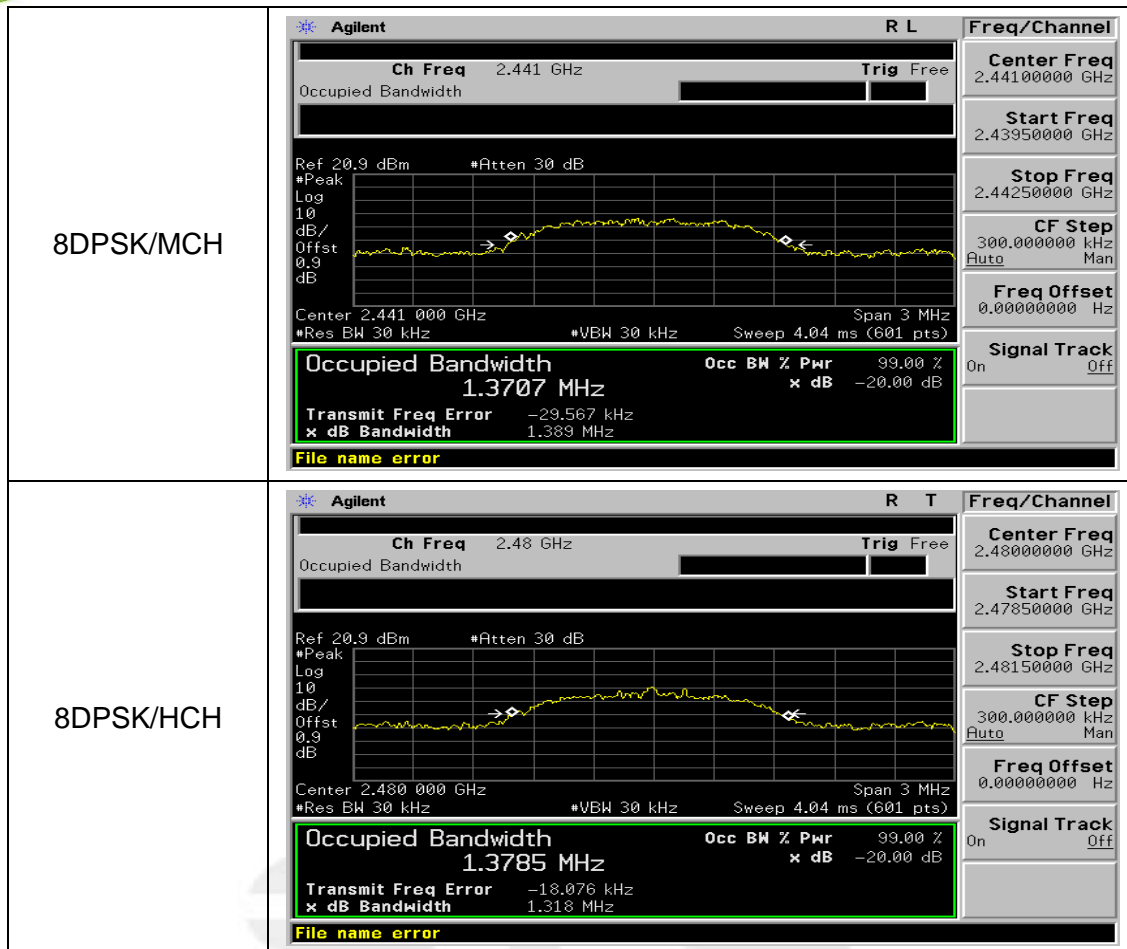 8DPSK/MCH
Agilent R L
Ch Freq 2.441 GHz Trig Free
Occupied Bandwidth
Ref 20.9 dBm #Atten 30 dB
#Peak
Log
10
dB/
Offst
0.9
dB
Center 2.441 000 GHz Span 3 MHz
#Res BW 30 kHz #VBW 30 kHz Sweep 4.04 ms (601 pts)
Occupied Bandwidth Occ BW % Pwr 99.00 %
1.3707 MHz x dB -20.00 dB
Transmit Freq Error -29.567 kHz
x dB Bandwidth 1.389 MHz
File name error
Freq/Channel
Center Freq
2.44100000 GHz
Start Freq
2.43950000 GHz
Stop Freq
2.44250000 GHz
CF Step
300.000000 kHz
Auto Man
Freq Offset
0.00000000 Hz
Signal Track
On Off
8DPSK/HCH
Agilent R T
Ch Freq 2.48 GHz Trig Free
Occupied Bandwidth
Ref 20.9 dBm #Atten 30 dB
#Peak
Log
10
dB/
Offst
0.9
dB
Center 2.480 000 GHz Span 3 MHz
#Res BW 30 kHz #VBW 30 kHz Sweep 4.04 ms (601 pts)
Occupied Bandwidth Occ BW % Pwr 99.00 %
1.3785 MHz x dB -20.00 dB
Transmit Freq Error -18.076 kHz
x dB Bandwidth 1.318 MHz
File name error
Freq/Channel
Center Freq
2.48000000 GHz
Start Freq
2.47850000 GHz
Stop Freq
2.48150000 GHz
CF Step
300.000000 kHz
Auto Man
Freq Offset
0.00000000 Hz
Signal Track
On Off